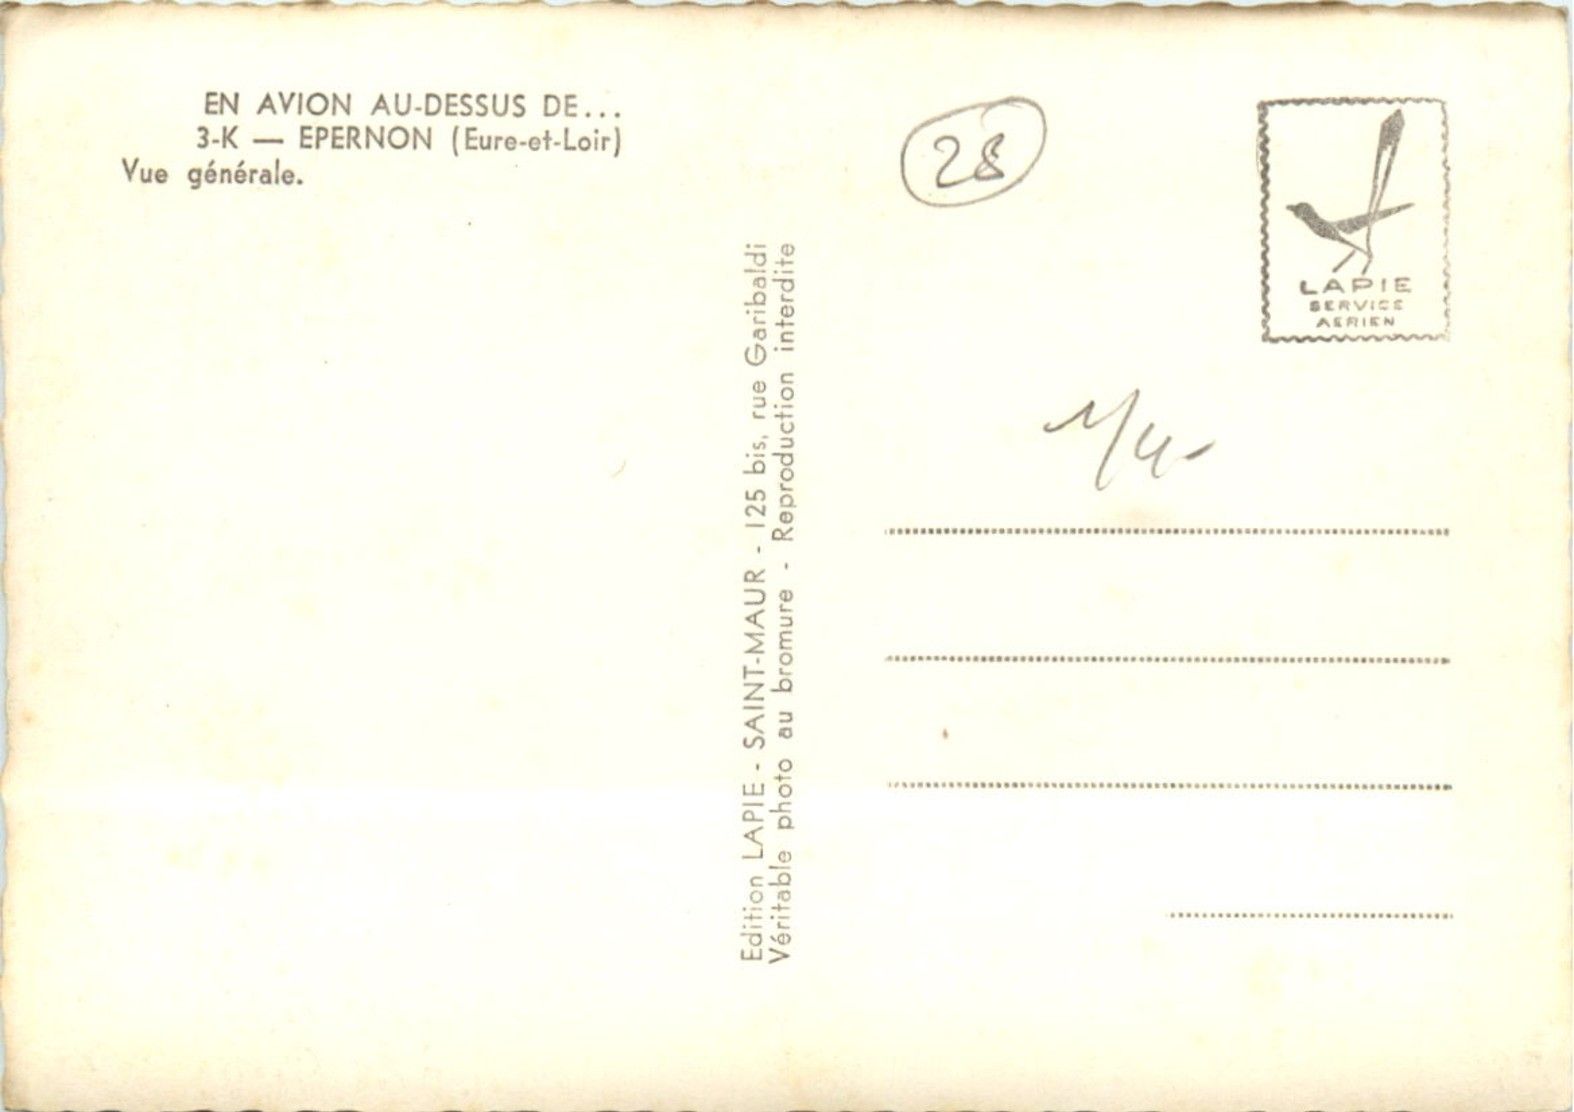 EN AVION AU-DESSUS DE...
3-K — EPERNON (Eure-et-Loir)
Vue générale.
28
LAPIE
SERVICE
AERIEN
Edition LAPIE - SAINT-MAUR - 125 bis, rue Garibaldi
Véritable photo au bromure - Reproduction interdite